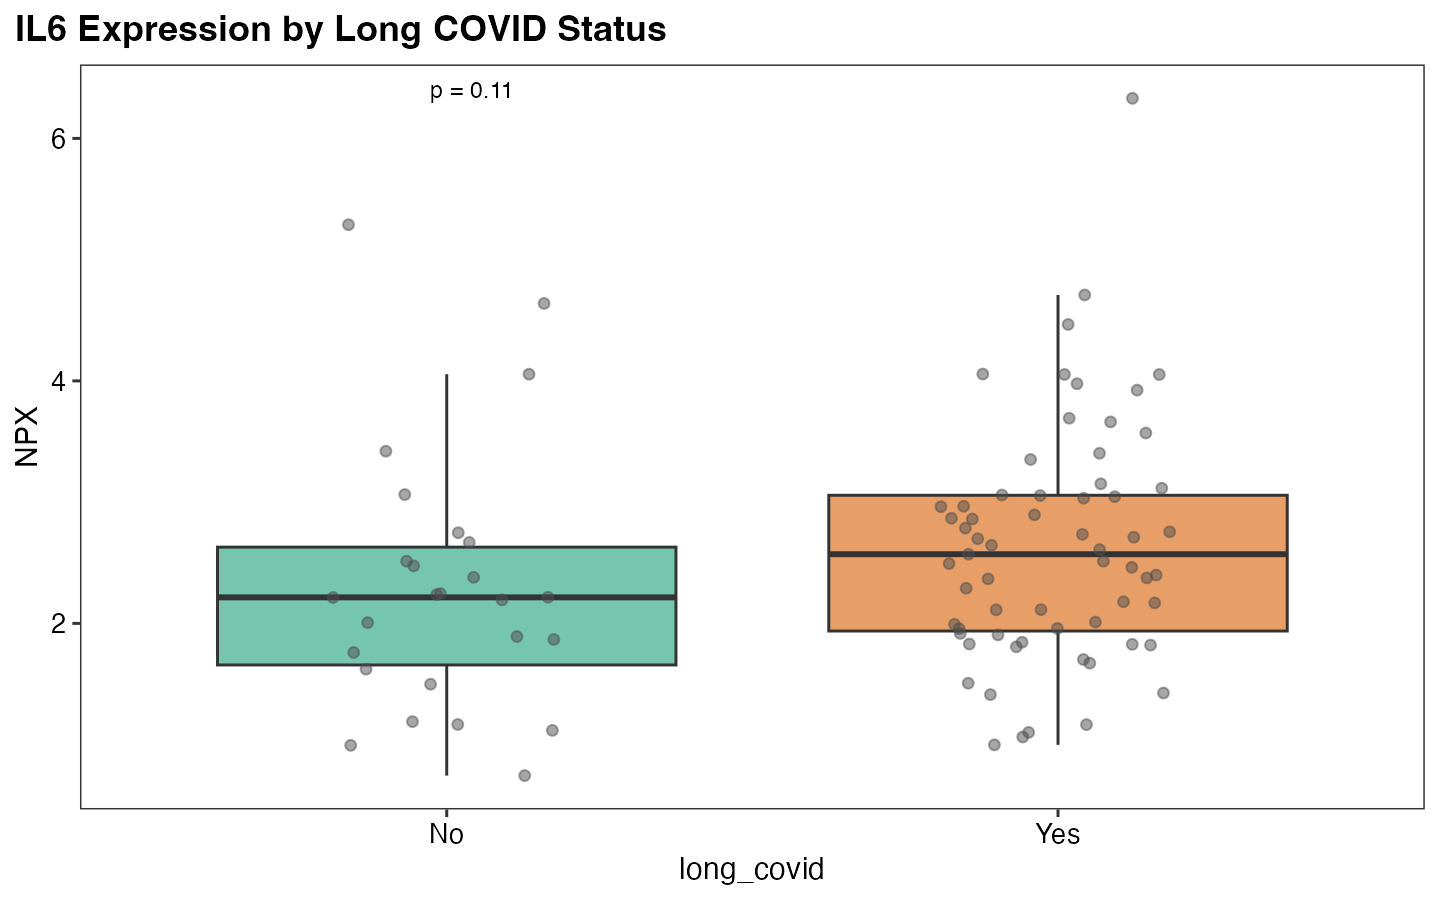 IL6 Expression by Long COVID Status
p = 0.11
6
4
2
NPX
No Yes
long_covid